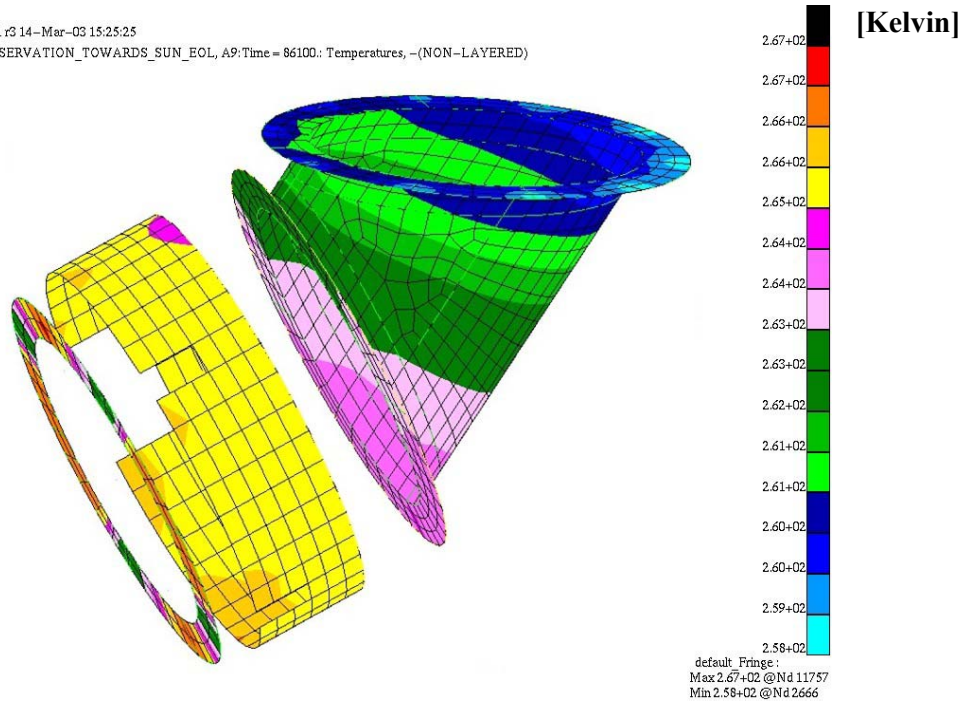 r3 14-Mar-03 15:25:25
SERVATION_TOWARDS_SUN_EOL, A9:Time = 86100.: Temperatures, -(NON-LAYERED)
[Kelvin]
2.67+02
2.67+02
2.66+02
2.66+02
2.65+02
2.64+02
2.64+02
2.63+02
2.63+02
2.62+02
2.61+02
2.61+02
2.60+02
2.60+02
2.59+02
2.58+02
default_Fringe :
Max 2.67+02 @Nd 11757
Min 2.58+02 @Nd 2666